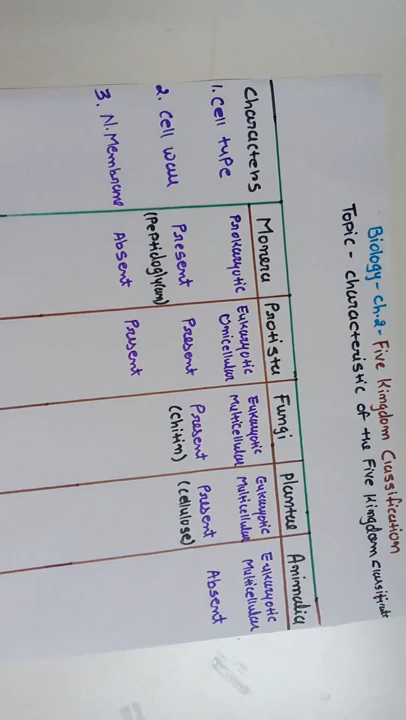 Biology - Ch.2 - Five Kingdom Classification
Topic - characteristic of the Five Kingdom Classificate
Characters Monera Protista Fungi Plantae Animalia
1. Cell type Prokaryotic Eukaryotic Eukaryotic Eukaryotic Eukaryotic
Unicellular Multicellular Multicellular Multicellular
2. Cell wall Present Present Present Present Absent
(Peptidoglycan) (chitin) (cellulose)
3. N. Membrane Absent Present